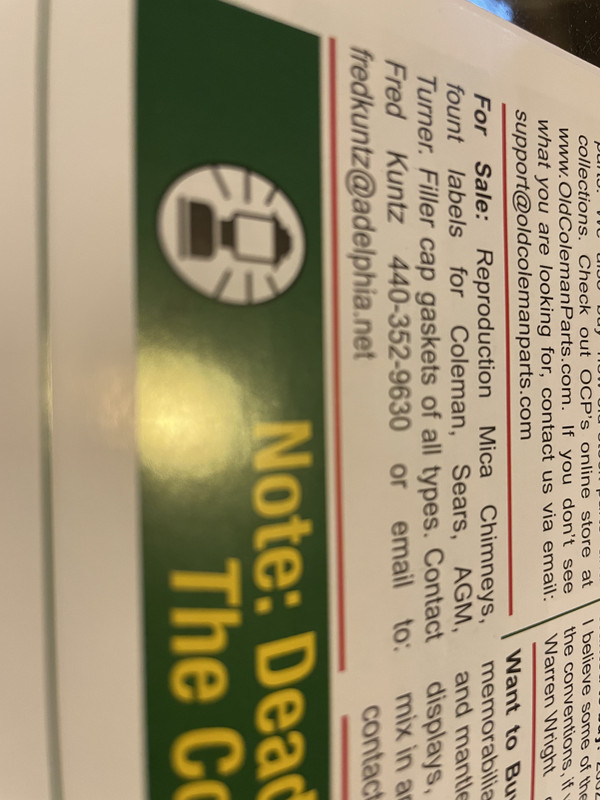 collections. Check out OCP's online store at
www.OldColemanParts.com. If you don't see
what you are looking for, contact us via email:
support@oldcolemanparts.com
For Sale: Reproduction Mica Chimneys,
fount labels for Coleman, Sears, AGM,
Turner. Filler cap gaskets of all types. Contact
Fred Kuntz 440-352-9630 or email to:
fredkuntz@adelphia.net
I believe some of the
the conventions, if
Warren Wright
Want to Buy
memorabilia
and mantle
displays,
mix in
contact
Note: Dead
The Co